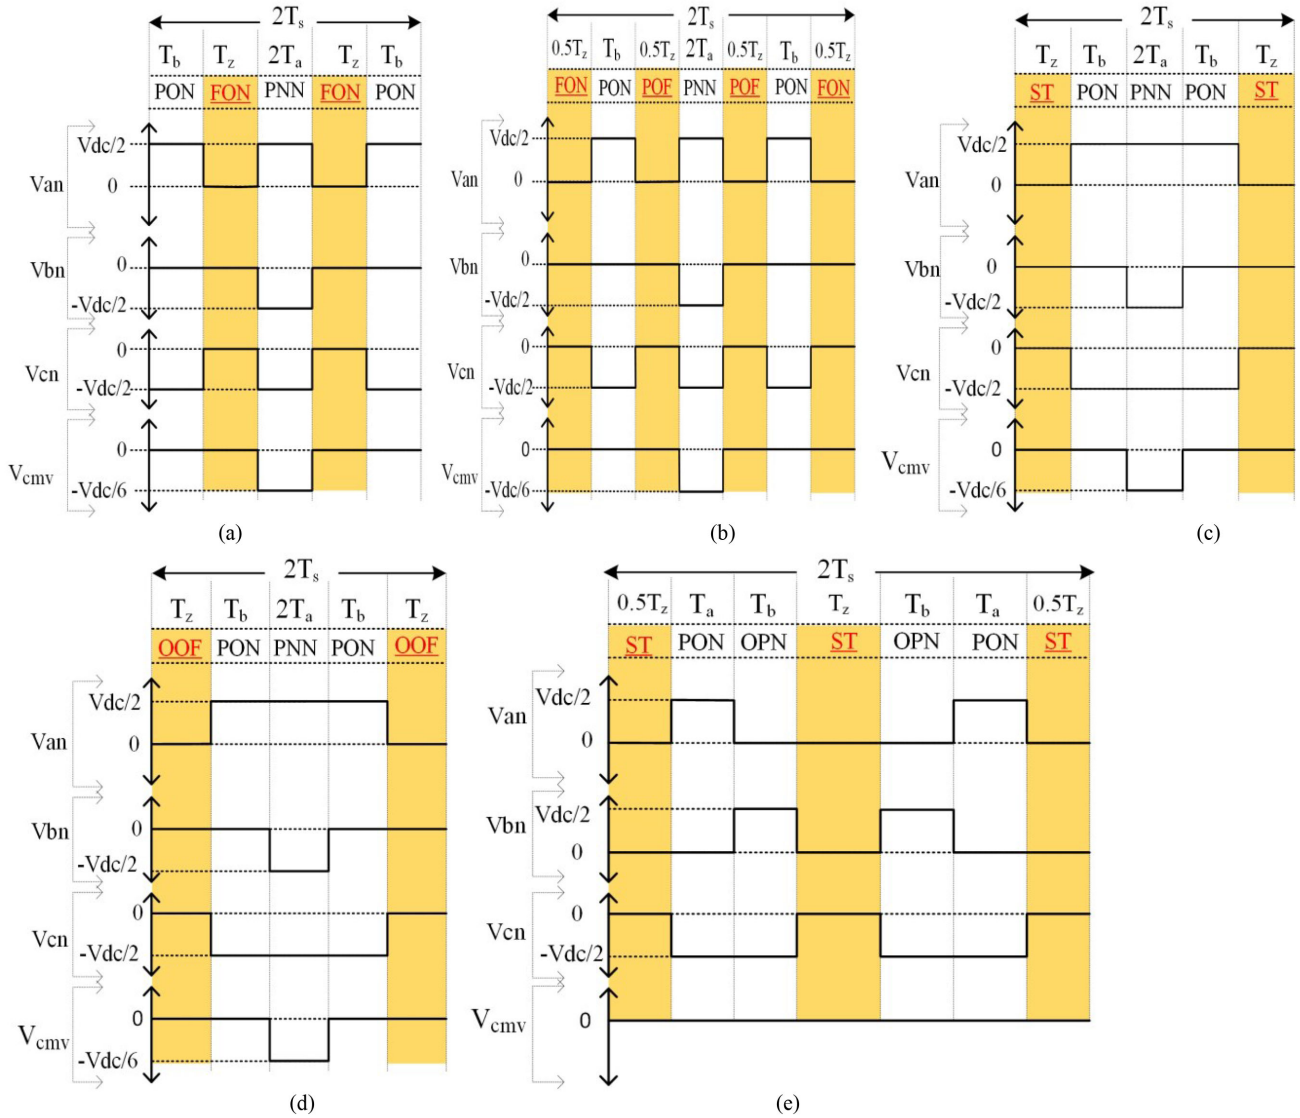 2Ts
Tb Tz 2Ta Tz Tb
PON FON PNN FON PON
Vdc/2
Van
0
0
Vbn
-Vdc/2
0
Vcn
-Vdc/2
0
Vcmv
-Vdc/6
(a)
2Ts
0.5Tz Tb 0.5Tz 2Ta 0.5Tz Tb 0.5Tz
FON PON POF PNN POF PON FON
Vdc/2
Van
0
0
Vbn
-Vdc/2
0
Vcn
-Vdc/2
0
Vcmv
-Vdc/6
(b)
2Ts
Tz Tb 2Ta Tb Tz
ST PON PNN PON ST
Vdc/2
Van
0
0
Vbn
-Vdc/2
0
Vcn
-Vdc/2
0
Vcmv
-Vdc/6
(c)
2Ts
Tz Tb 2Ta Tb Tz
OOF PON PNN PON OOF
Vdc/2
Van
0
0
Vbn
-Vdc/2
0
Vcn
-Vdc/2
0
Vcmv
-Vdc/6
(d)
2Ts
0.5Tz Ta Tb Tz Tb Ta 0.5Tz
ST PON OPN ST OPN PON ST
Vdc/2
Van
0
Vdc/2
Vbn
0
0
Vcn
-Vdc/2
Vcmv
0
(e)